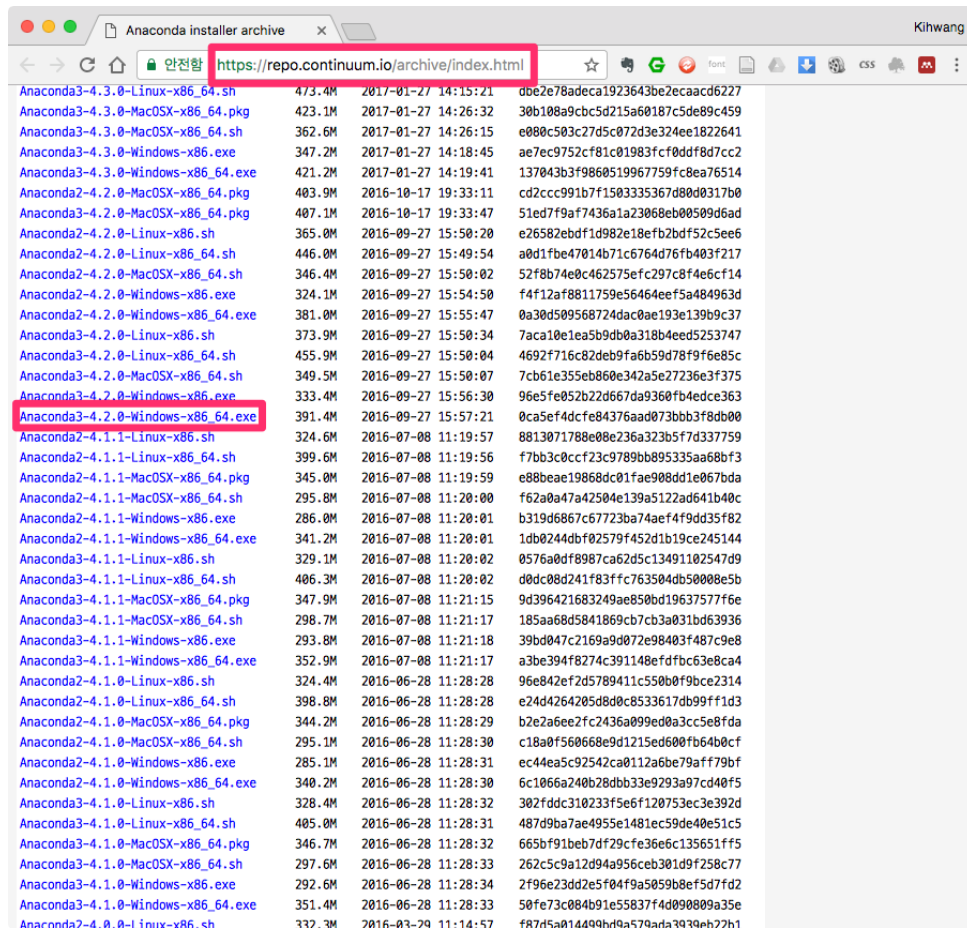 Anaconda installer archive
Kihwang
안전함 https://repo.continuum.io/archive/index.html font CSS
Anaconda3-4.3.0-Linux-x86_64.sh 473.4M 2017-01-27 14:15:21 dbe2e78adeca1923643be2ecaacd6227
Anaconda3-4.3.0-MacOSX-x86_64.pkg 423.1M 2017-01-27 14:26:32 30b108a9cbc5d215a60187c5de89c459
Anaconda3-4.3.0-MacOSX-x86_64.sh 362.6M 2017-01-27 14:26:15 e080c503c27d5c072d3e324ee1822641
Anaconda3-4.3.0-Windows-x86.exe 347.2M 2017-01-27 14:18:45 ae7ec9752cf81c01983fcf0ddf8d7cc2
Anaconda3-4.3.0-Windows-x86_64.exe 421.2M 2017-01-27 14:19:41 137043b3f9860519967759fc8ea76514
Anaconda2-4.2.0-MacOSX-x86_64.pkg 403.9M 2016-10-17 19:33:11 cd2ccc991b7f1503335367d80d0317b0
Anaconda3-4.2.0-MacOSX-x86_64.pkg 407.1M 2016-10-17 19:33:47 51ed7f9af7436a1a23068eb00509d6ad
Anaconda2-4.2.0-Linux-x86.sh 365.0M 2016-09-27 15:50:20 e26582ebdf1d982e18efb2bdf52c5ee6
Anaconda2-4.2.0-Linux-x86_64.sh 446.0M 2016-09-27 15:49:54 a0d1fbe47014b71c6764d76fb403f217
Anaconda2-4.2.0-MacOSX-x86_64.sh 346.4M 2016-09-27 15:50:02 52f8b74e0c462575efc297c8f4e6cf14
Anaconda2-4.2.0-Windows-x86.exe 324.1M 2016-09-27 15:54:50 f4f12af8811759e56464eef5a484963d
Anaconda2-4.2.0-Windows-x86_64.exe 381.0M 2016-09-27 15:55:47 0a30d509568724dac0ae193e139b9c37
Anaconda3-4.2.0-Linux-x86.sh 373.9M 2016-09-27 15:50:34 7aca10e1ea5b9db0a318b4eed5253747
Anaconda3-4.2.0-Linux-x86_64.sh 455.9M 2016-09-27 15:50:04 4692f716c82deb9fa6b59d78f9f6e85c
Anaconda3-4.2.0-MacOSX-x86_64.sh 349.5M 2016-09-27 15:50:07 7cb61e355eb860e342a5e27236e3f375
Anaconda3-4.2.0-Windows-x86.exe 333.4M 2016-09-27 15:56:30 96e5fe052b22d667da9360fb4edce363
Anaconda3-4.2.0-Windows-x86_64.exe 391.4M 2016-09-27 15:57:21 0ca5ef4dcfe84376aad073bbb3f8db00
Anaconda2-4.1.1-Linux-x86.sh 324.6M 2016-07-08 11:19:57 8813071788e08e236a323b5f7d337759
Anaconda2-4.1.1-Linux-x86_64.sh 399.6M 2016-07-08 11:19:56 f7bb3c0ccf23c9789bb895335aa68bf3
Anaconda2-4.1.1-MacOSX-x86_64.pkg 345.0M 2016-07-08 11:19:59 e88beae19868dc01fae908dd1e067bda
Anaconda2-4.1.1-MacOSX-x86_64.sh 295.8M 2016-07-08 11:20:00 f62a0a47a42504e139a5122ad641b40c
Anaconda2-4.1.1-Windows-x86.exe 286.0M 2016-07-08 11:20:01 b319d6867c67723ba74aef4f9dd35f82
Anaconda2-4.1.1-Windows-x86_64.exe 341.2M 2016-07-08 11:20:01 1db0244dbf02579f452d1b19ce245144
Anaconda3-4.1.1-Linux-x86.sh 329.1M 2016-07-08 11:20:02 0576a0df8987ca62d5c13491102547d9
Anaconda3-4.1.1-Linux-x86_64.sh 406.3M 2016-07-08 11:20:02 d0dc08d241f83ffc763504db50008e5b
Anaconda3-4.1.1-MacOSX-x86_64.pkg 347.9M 2016-07-08 11:21:15 9d396421683249ae850bd19637577f6e
Anaconda3-4.1.1-MacOSX-x86_64.sh 298.7M 2016-07-08 11:21:17 185aa68d5841869cb7cb3a031bd63936
Anaconda3-4.1.1-Windows-x86.exe 293.8M 2016-07-08 11:21:18 39bd047c2169a9d072e98403f487c9e8
Anaconda3-4.1.1-Windows-x86_64.exe 352.9M 2016-07-08 11:21:17 a3be394f8274c391148efdfbc63e8ca4
Anaconda2-4.1.0-Linux-x86.sh 324.4M 2016-06-28 11:28:28 96e842ef2d5789411c550b0f9bce2314
Anaconda2-4.1.0-Linux-x86_64.sh 398.8M 2016-06-28 11:28:28 e24d4264205d8d0c8533617db99ff1d3
Anaconda2-4.1.0-MacOSX-x86_64.pkg 344.2M 2016-06-28 11:28:29 b2e2a6ee2fc2436a099ed0a3cc5e8fda
Anaconda2-4.1.0-MacOSX-x86_64.sh 295.1M 2016-06-28 11:28:30 c18a0f560668e9d1215ed600fb64b0cf
Anaconda2-4.1.0-Windows-x86.exe 285.1M 2016-06-28 11:28:31 ec44ea5c92542ca0112a6be79aff79bf
Anaconda2-4.1.0-Windows-x86_64.exe 340.2M 2016-06-28 11:28:30 6c1066a240b28dbb33e9293a97cd40f5
Anaconda3-4.1.0-Linux-x86.sh 328.4M 2016-06-28 11:28:32 302fddc310233f5e6f120753ec3e392d
Anaconda3-4.1.0-Linux-x86_64.sh 405.0M 2016-06-28 11:28:31 487d9ba7ae4955e1481ec59de40e51c5
Anaconda3-4.1.0-MacOSX-x86_64.pkg 346.7M 2016-06-28 11:28:32 665bf91beb7df29cfe36e6c135651ff5
Anaconda3-4.1.0-MacOSX-x86_64.sh 297.6M 2016-06-28 11:28:33 262c5c9a12d94a956ceb301d9f258c77
Anaconda3-4.1.0-Windows-x86.exe 292.6M 2016-06-28 11:28:34 2f96e23dd2e5f04f9a5059b8ef5d7fd2
Anaconda3-4.1.0-Windows-x86_64.exe 351.4M 2016-06-28 11:28:33 50fe73c084b91e55837f4d090809a35e
Anaconda2-4.0.0-Linux-x86.sh 332.3M 2016-03-29 11:14:57 f87d5a014499bd9a579ada3939eb22b1